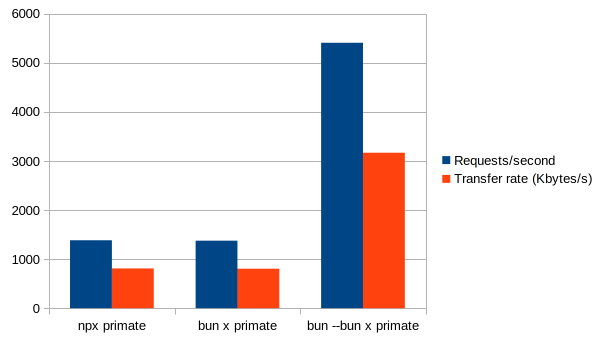 6000
5000
4000
3000
2000
1000
0
npx primate
bun x primate
bun --bun x primate
Requests/second
Transfer rate (Kbytes/s)